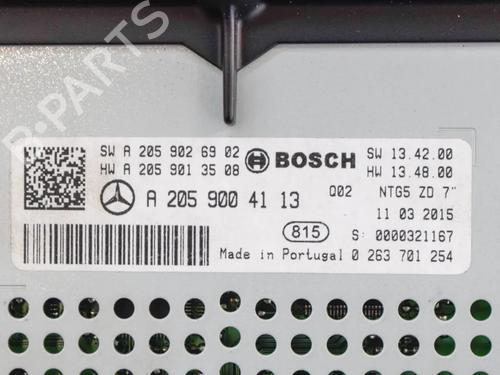 SW A 205 902 69 02
HW A 205 901 35 08
BOSCH
SW 13.42.00
HW 13.48.00
A 205 900 41 13
Q02
NTG5 ZD 7"
11 03 2015
815
S: 0000321167
Made in Portugal
0 263 701 254
B-PARTS